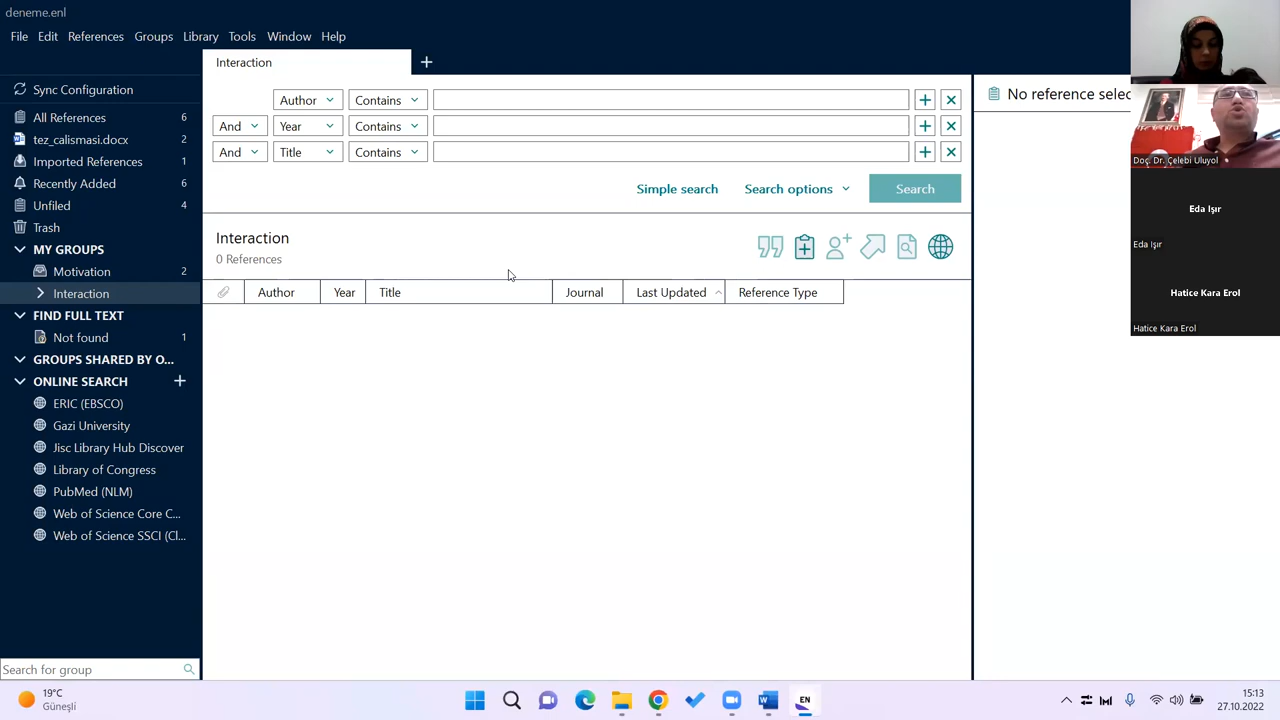 deneme.enl
File Edit References Groups Library Tools Window Help
Interaction
Sync Configuration
All References 6
tez_calismasi.docx 2
Imported References 1
Recently Added 6
Unfiled 4
Trash
MY GROUPS
Motivation 2
Interaction
FIND FULL TEXT
Not found 1
GROUPS SHARED BY O...
ONLINE SEARCH
ERIC (EBSCO)
Gazi University
Jisc Library Hub Discover
Library of Congress
PubMed (NLM)
Web of Science Core C...
Web of Science SSCI (Cl...
Search for group
Author Contains
And Year Contains
And Title Contains
Simple search Search options Search
Interaction
0 References
Author Year Title Journal Last Updated Reference Type
No reference selec
Doç. Dr. Çelebi Uluyol
Eda Işır
Eda Işır
Hatice Kara Erol
Hatice Kara Erol
19°C
Güneşli
EN
15:13
27.10.2022